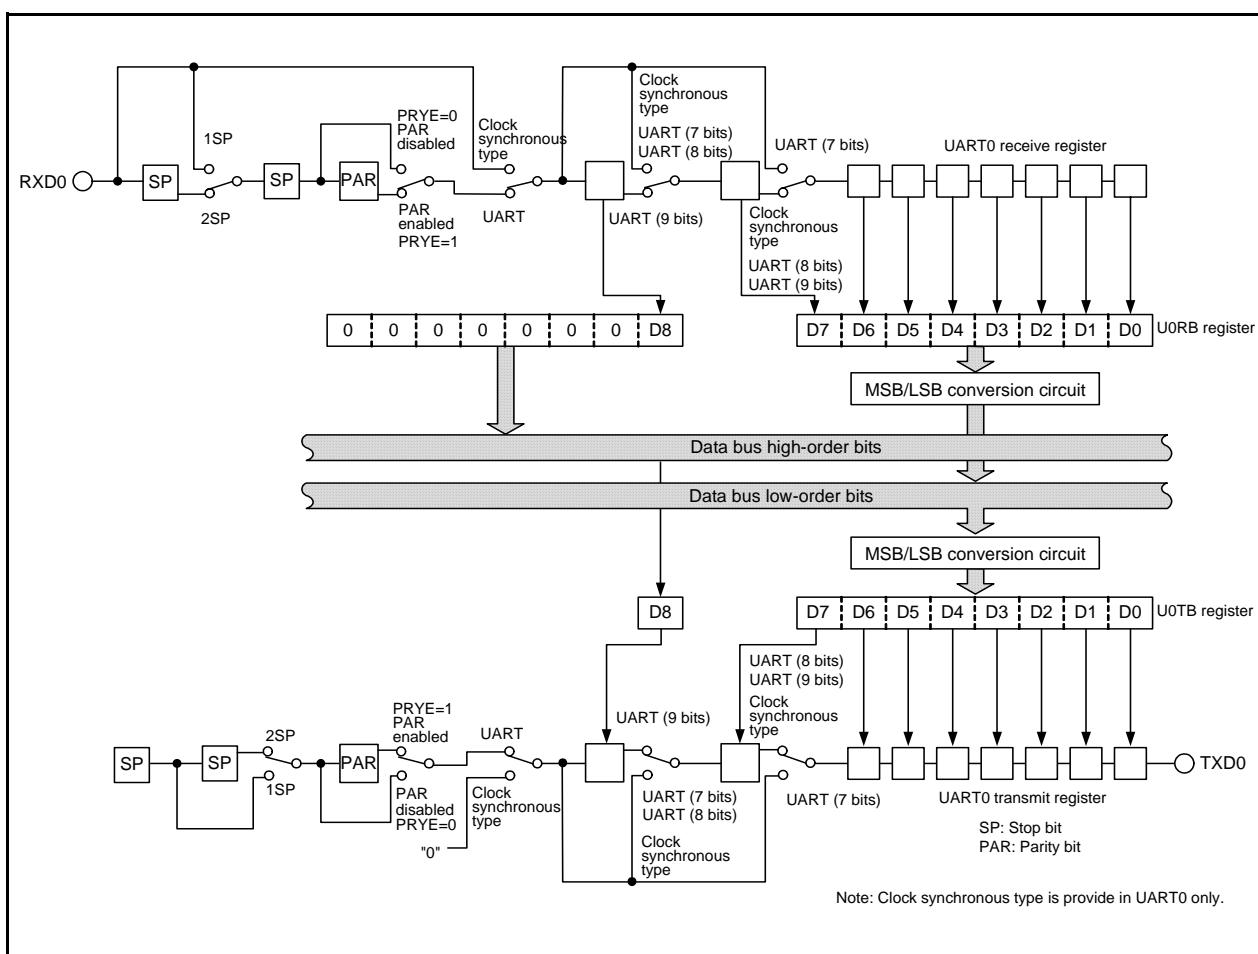 Clock
synchronous
type
PRYE=0
PAR
disabled
Clock
synchronous
type
UART (7 bits)
UART (8 bits)
UART (7 bits)
UART0 receive register
1SP
RXD0
SP
SP
PAR
2SP
PAR
enabled
PRYE=1
UART
UART (9 bits)
Clock
synchronous
type
UART (8 bits)
UART (9 bits)
0 0 0 0 0 0 0 D8
D7 D6 D5 D4 D3 D2 D1 D0
U0RB register
MSB/LSB conversion circuit
Data bus high-order bits
Data bus low-order bits
MSB/LSB conversion circuit
D8
D7 D6 D5 D4 D3 D2 D1 D0
U0TB register
UART (8 bits)
UART (9 bits)
Clock
synchronous
type
PRYE=1
PAR
enabled
UART
UART (9 bits)
2SP
SP
SP
PAR
TXD0
1SP
PAR
disabled
PRYE=0
Clock
synchronous
type
"0"
UART (7 bits)
UART (8 bits)
Clock
synchronous
type
UART (7 bits)
UART0 transmit register
SP: Stop bit
PAR: Parity bit
Note: Clock synchronous type is provide in UART0 only.